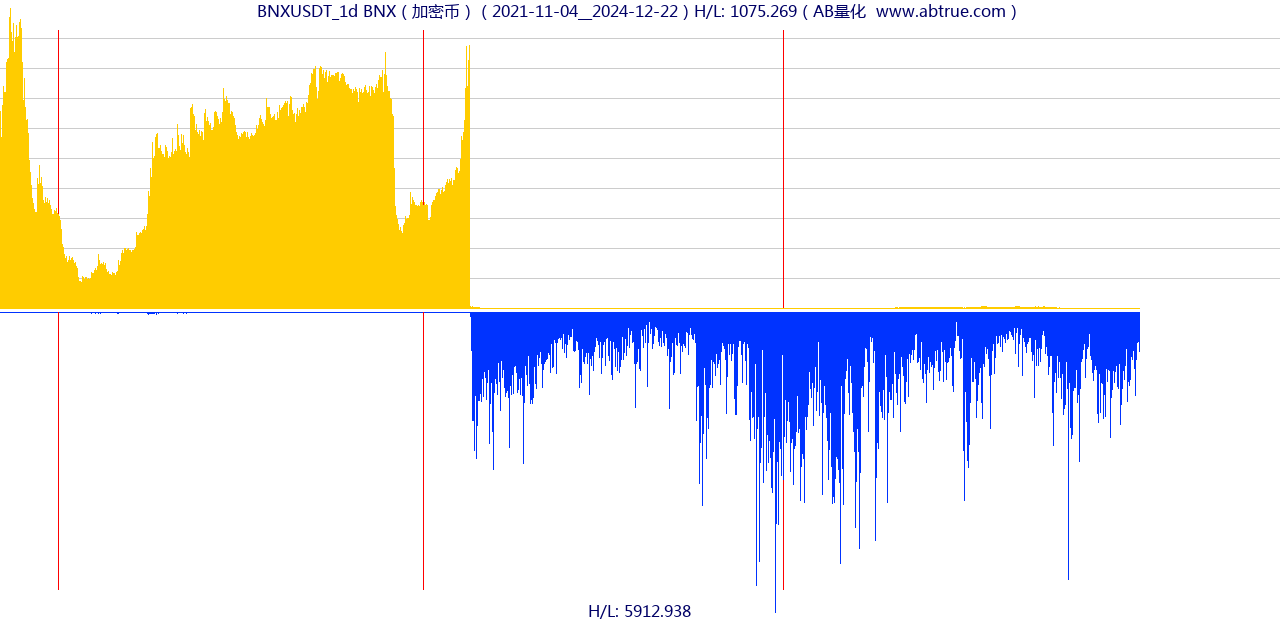 BNXUSDT_1d BNX ( 加密币 ) ( 2021-11-04__2024-12-22 ) H/L: 1075.269 ( AB量化  www.abtrue.com )
H/L: 5912.938